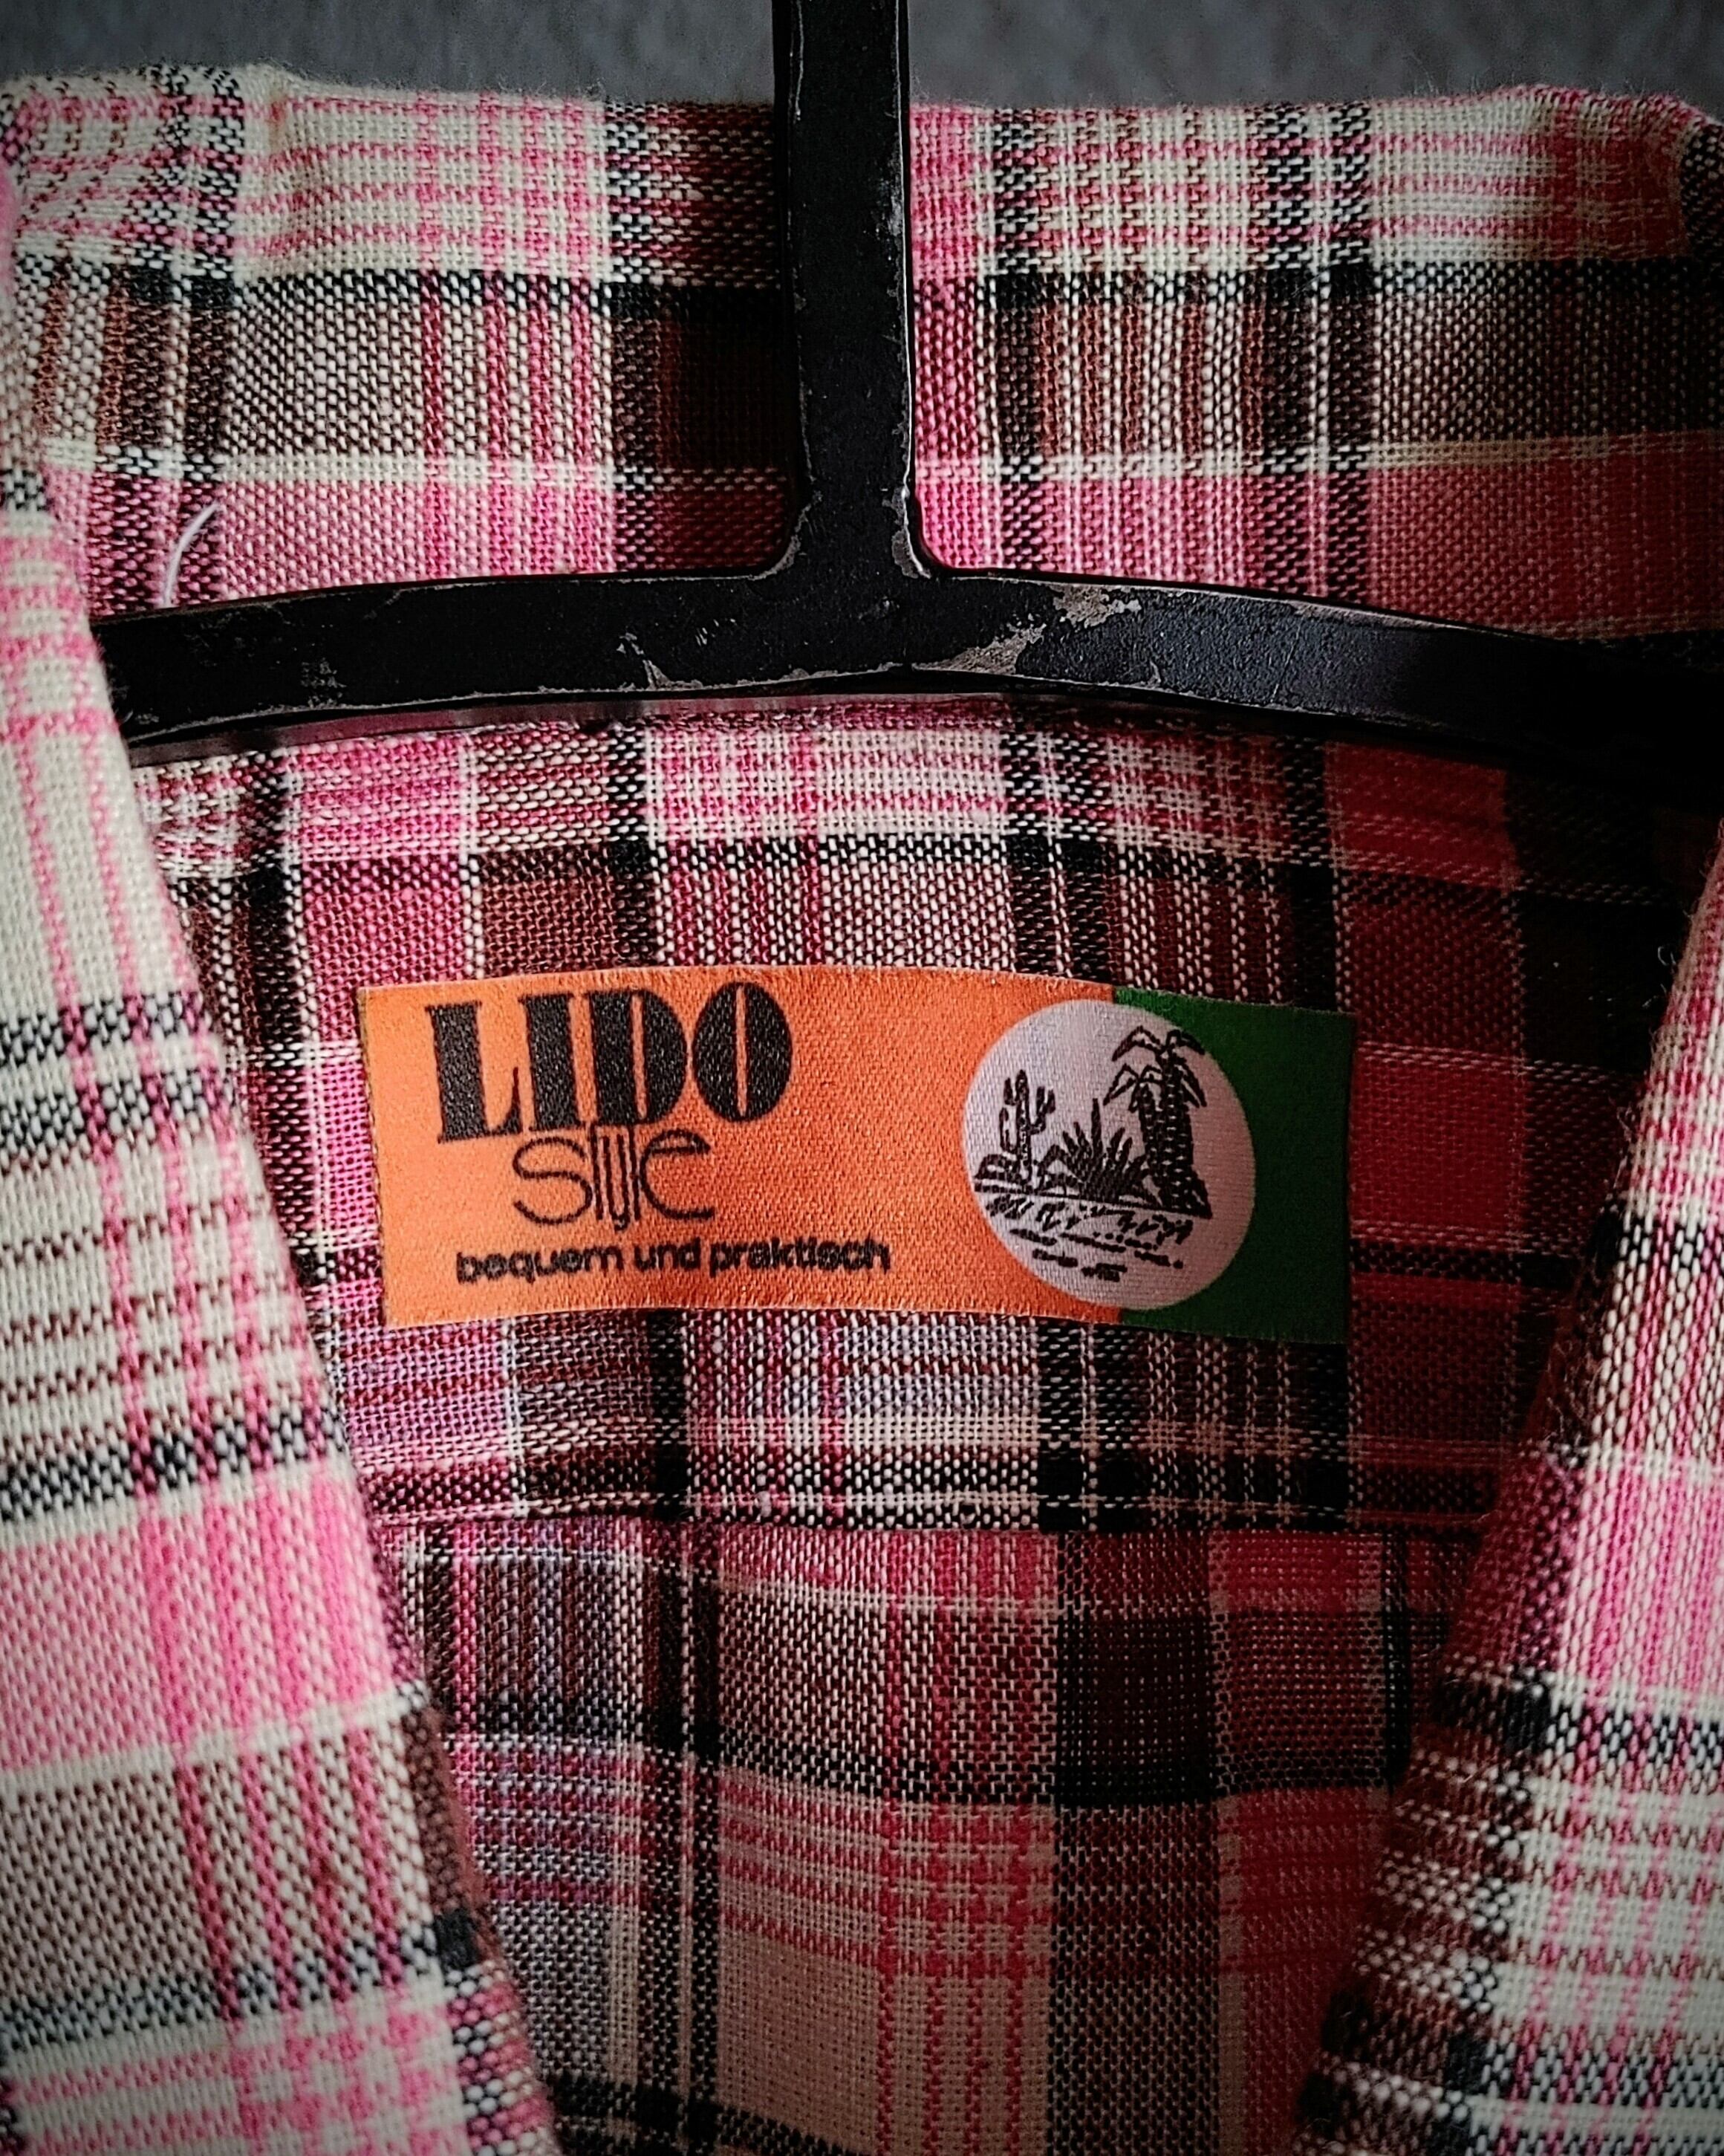 LIDO
style
bequem und praktisch